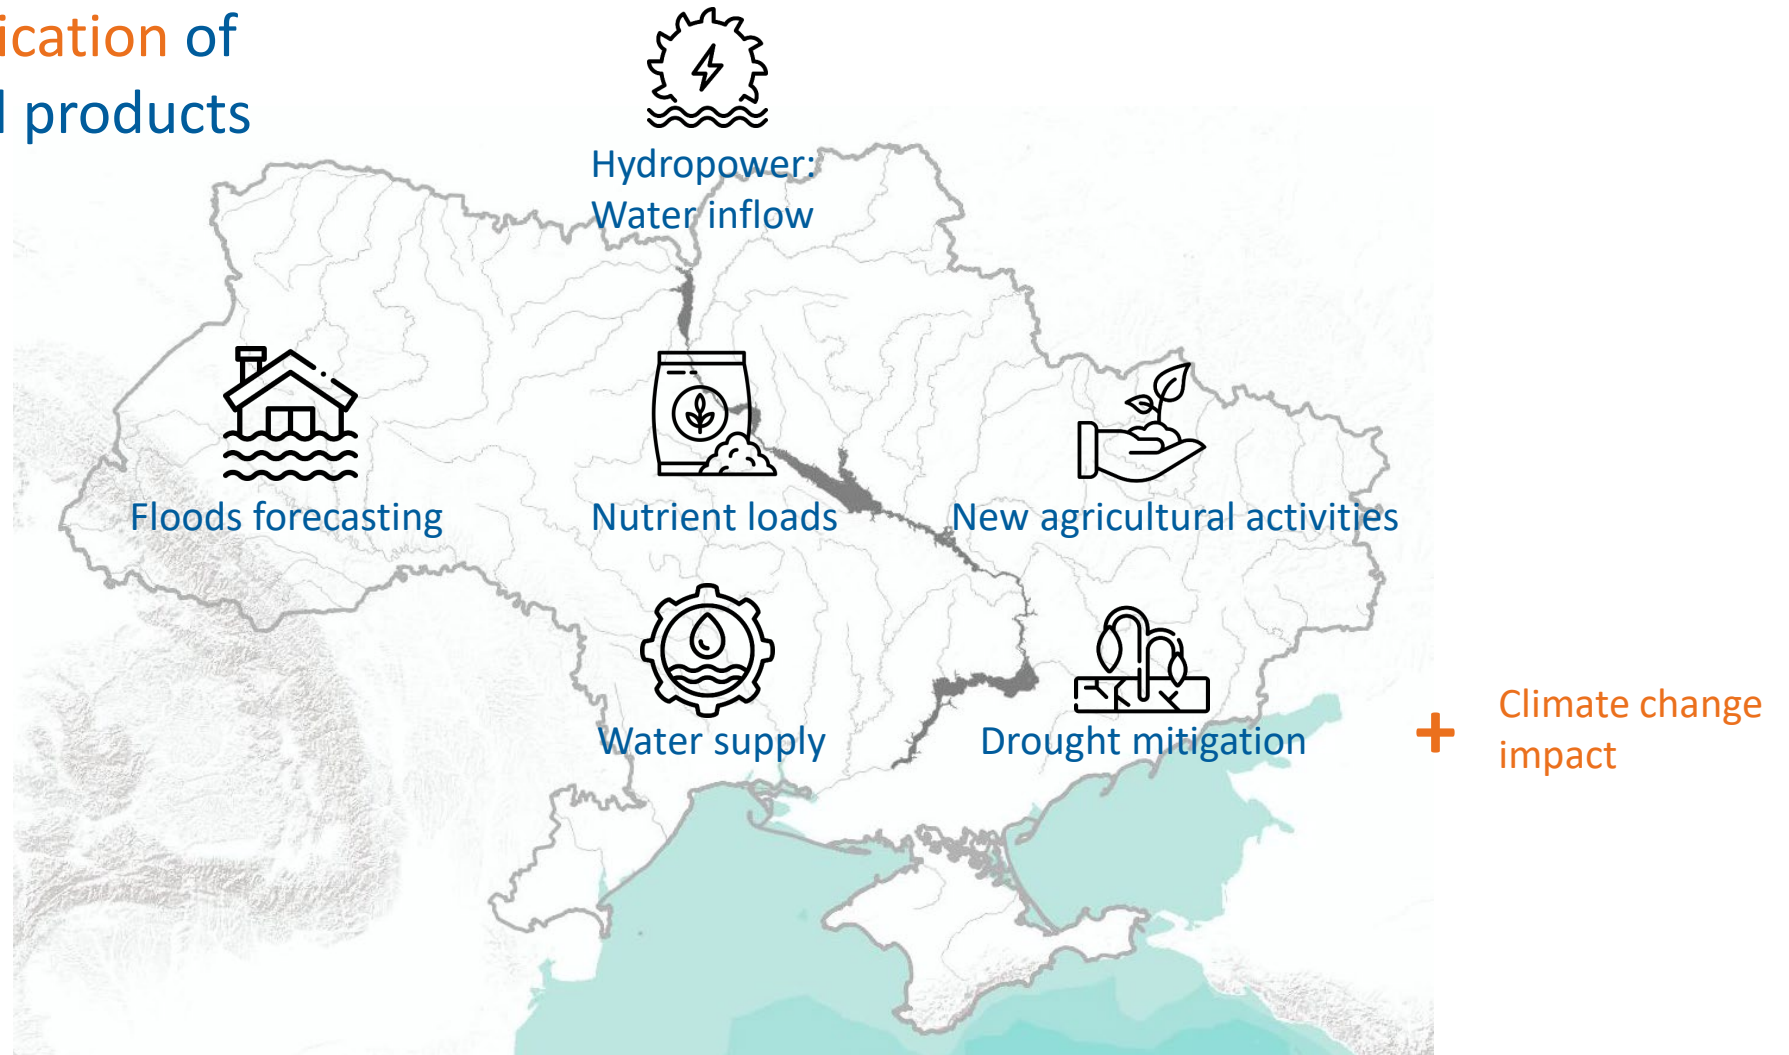 ication of
products
Hydropower:
Water inflow
Floods forecasting
Nutrient loads
New agricultural activities
Water supply
Drought mitigation
+
Climate change
impact